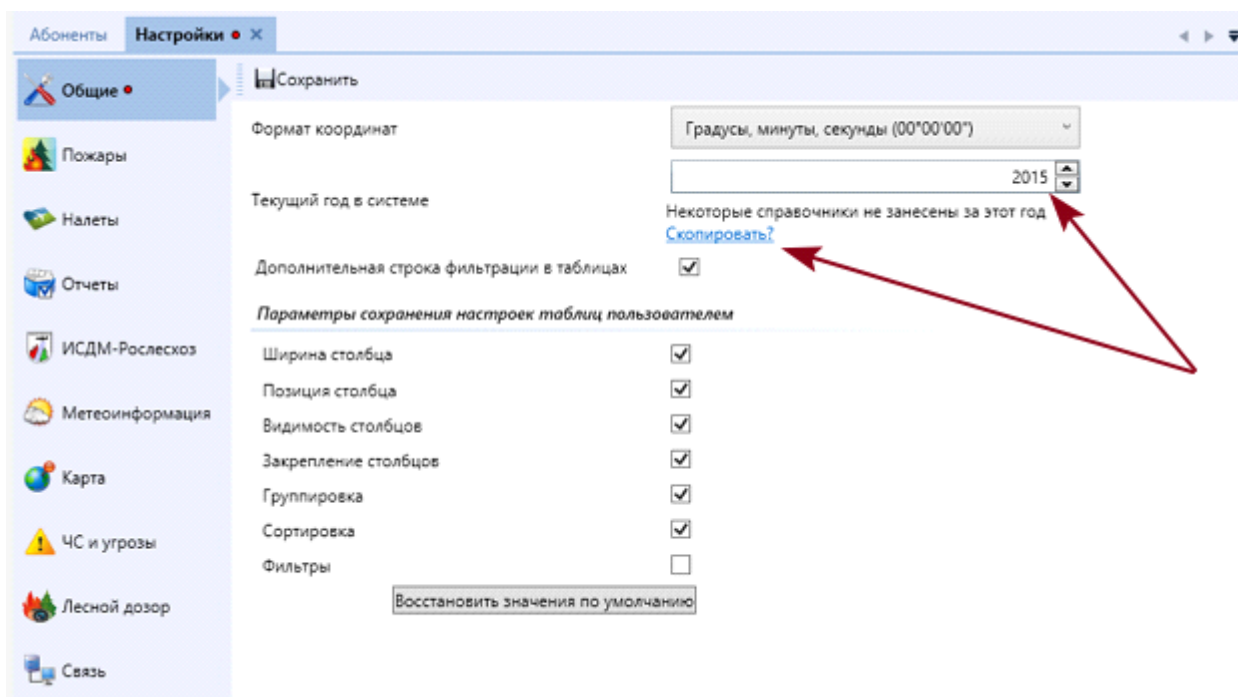 Абоненты Настройки
Сохранить
Общие
Пожары
Налеты
Отчеты
ИСДМ-Рослесхоз
Метеоинформация
Карта
ЧС и угрозы
Лесной дозор
Связь
Формат координат Градусы, минуты, секунды (00°00'00")
Текущий год в системе 2015
Некоторые справочники не занесены за этот год
Скопировать?
Дополнительная строка фильтрации в таблицах
Параметры сохранения настроек таблиц пользователем
Ширина столбца
Позиция столбца
Видимость столбцов
Закрепление столбцов
Группировка
Сортировка
Фильтры
Восстановить значения по умолчанию